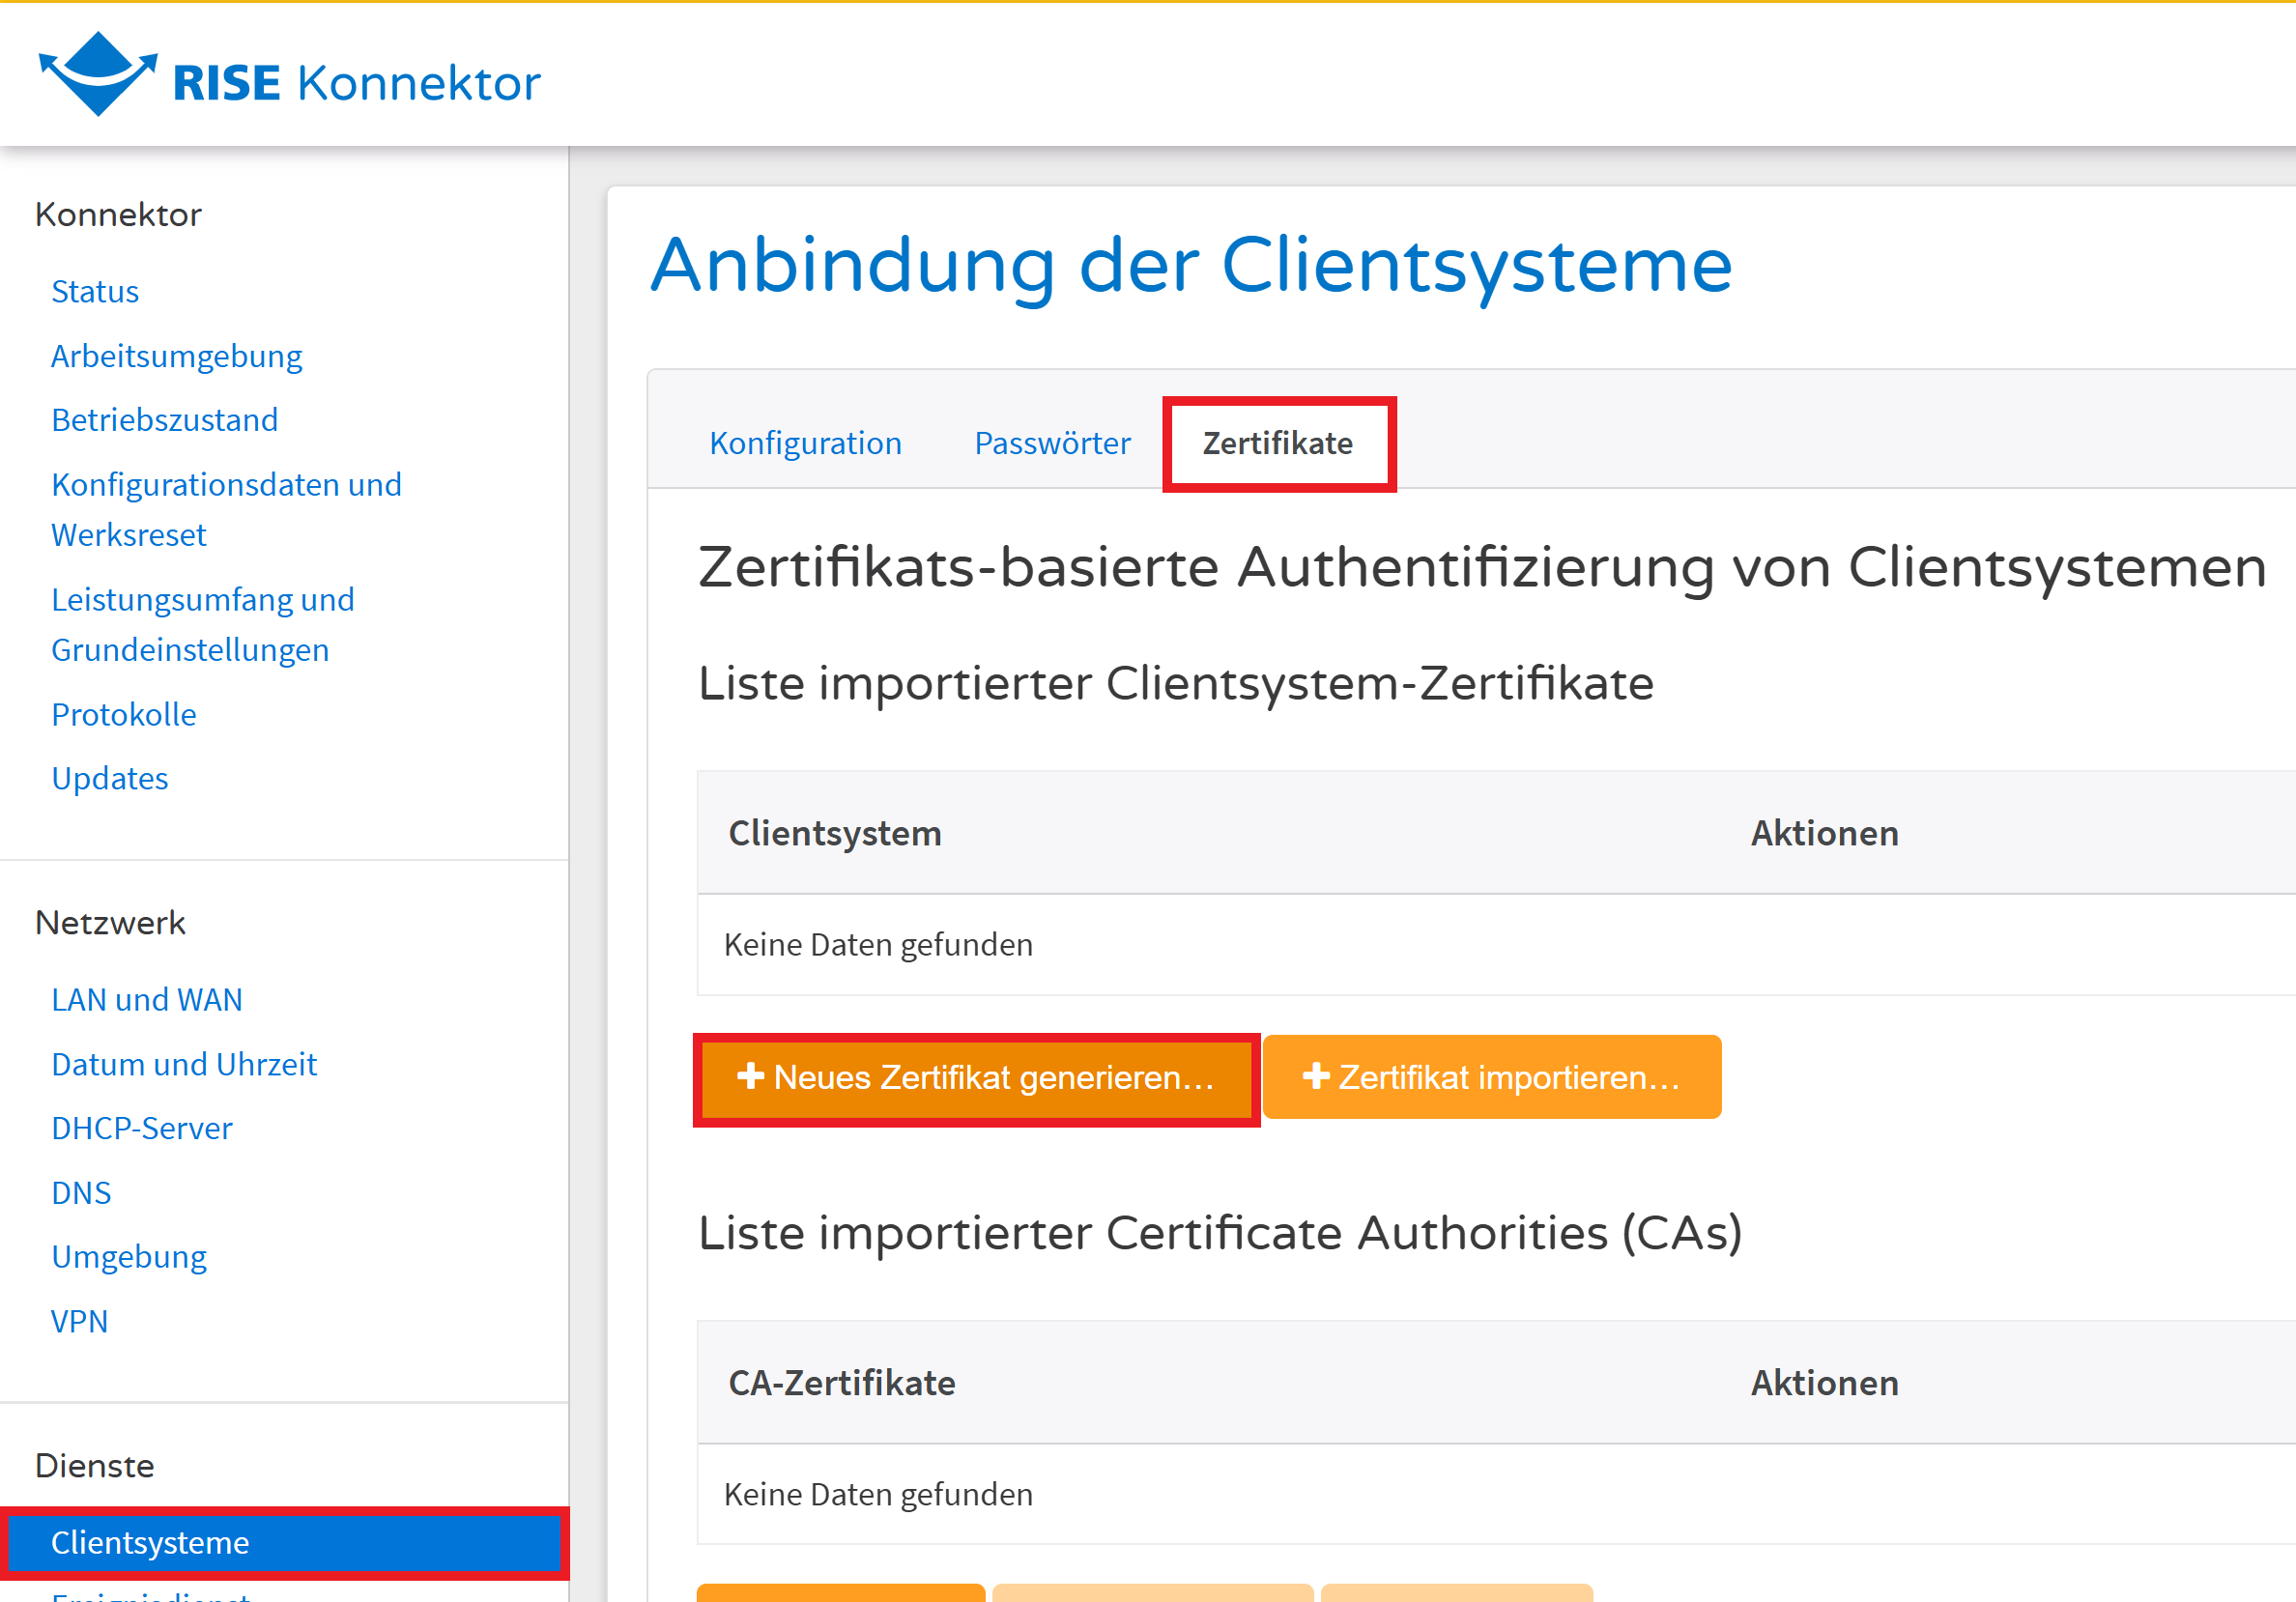 RISE Konnektor
Konnektor
Status
Arbeitsumgebung
Betriebszustand
Konfigurationsdaten und
Werksreset
Leistungsumfang und
Grundeinstellungen
Protokolle
Updates
Netzwerk
LAN und WAN
Datum und Uhrzeit
DHCP-Server
DNS
Umgebung
VPN
Dienste
Clientsysteme
Anbindung der Clientsysteme
Konfiguration Passwörter Zertifikate
Zertifikats-basierte Authentifizierung von Clientsystemen
Liste importierter Clientsystem-Zertifikate
Clientsystem Aktionen
Keine Daten gefunden
Neues Zertifikat generieren... Zertifikat importieren...
Liste importierter Certificate Authorities (CAs)
CA-Zertifikate Aktionen
Keine Daten gefunden